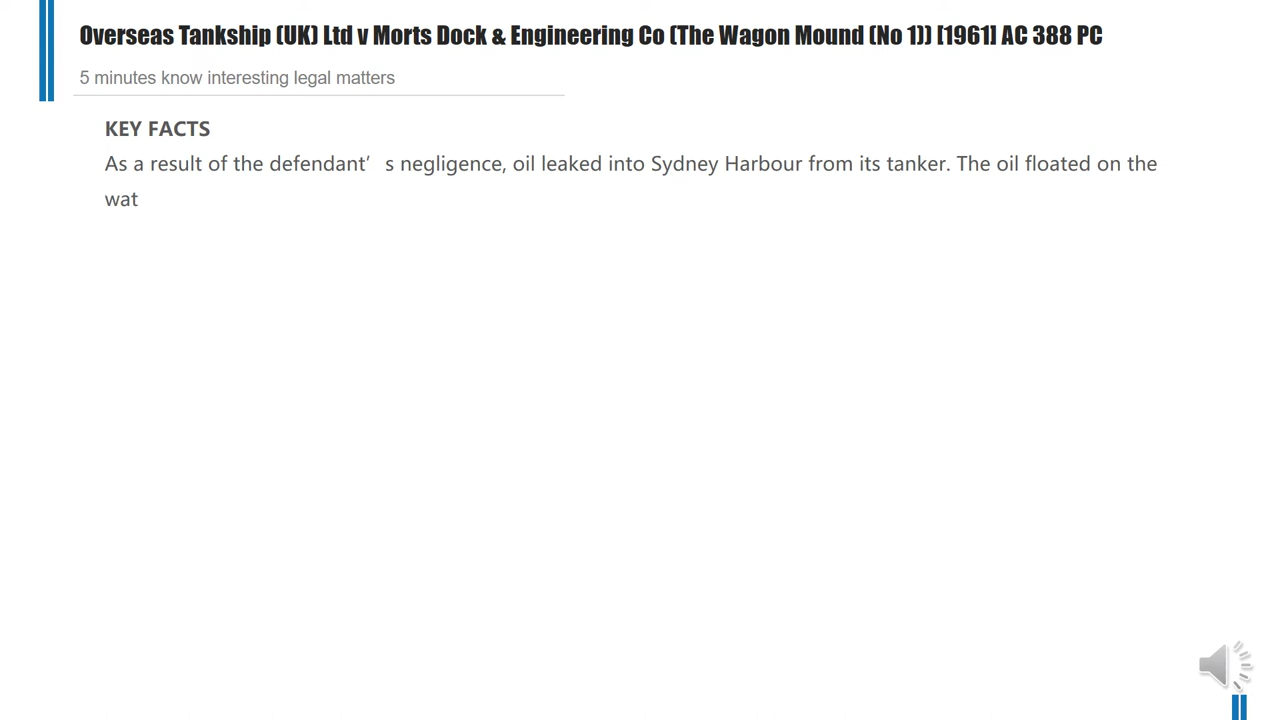 Overseas Tankship (UK) Ltd v Morts Dock & Engineering Co (The Wagon Mound (No 1)) [1961] AC 388 PC
5 minutes know interesting legal matters
KEY FACTS
As a result of the defendant’s negligence, oil leaked into Sydney Harbour from its tanker. The oil floated on the
wat